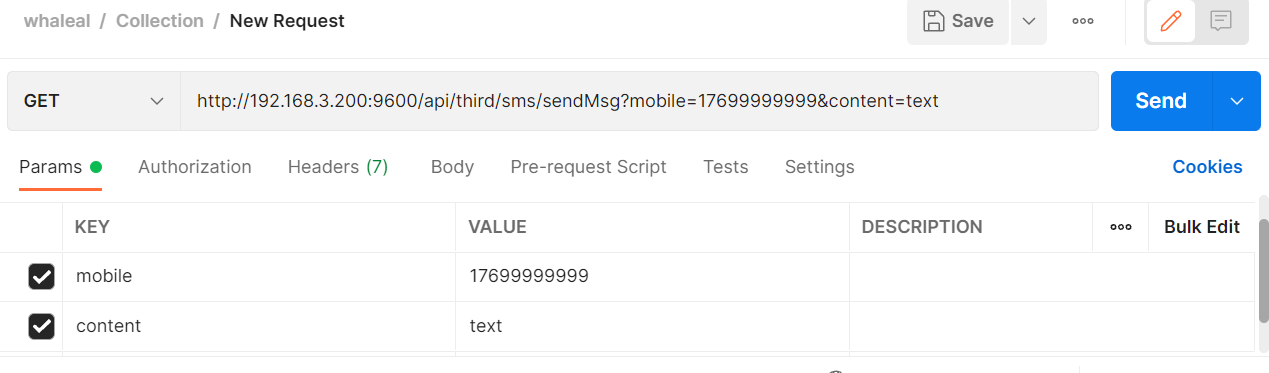 whaleal / Collection / New Request
Save
GET
http://192.168.3.200:9600/api/third/sms/sendMsg?mobile=17699999999&content=text
Send
Params Authorization Headers (7) Body Pre-request Script Tests Settings Cookies
KEY VALUE DESCRIPTION Bulk Edit
mobile 17699999999
content text